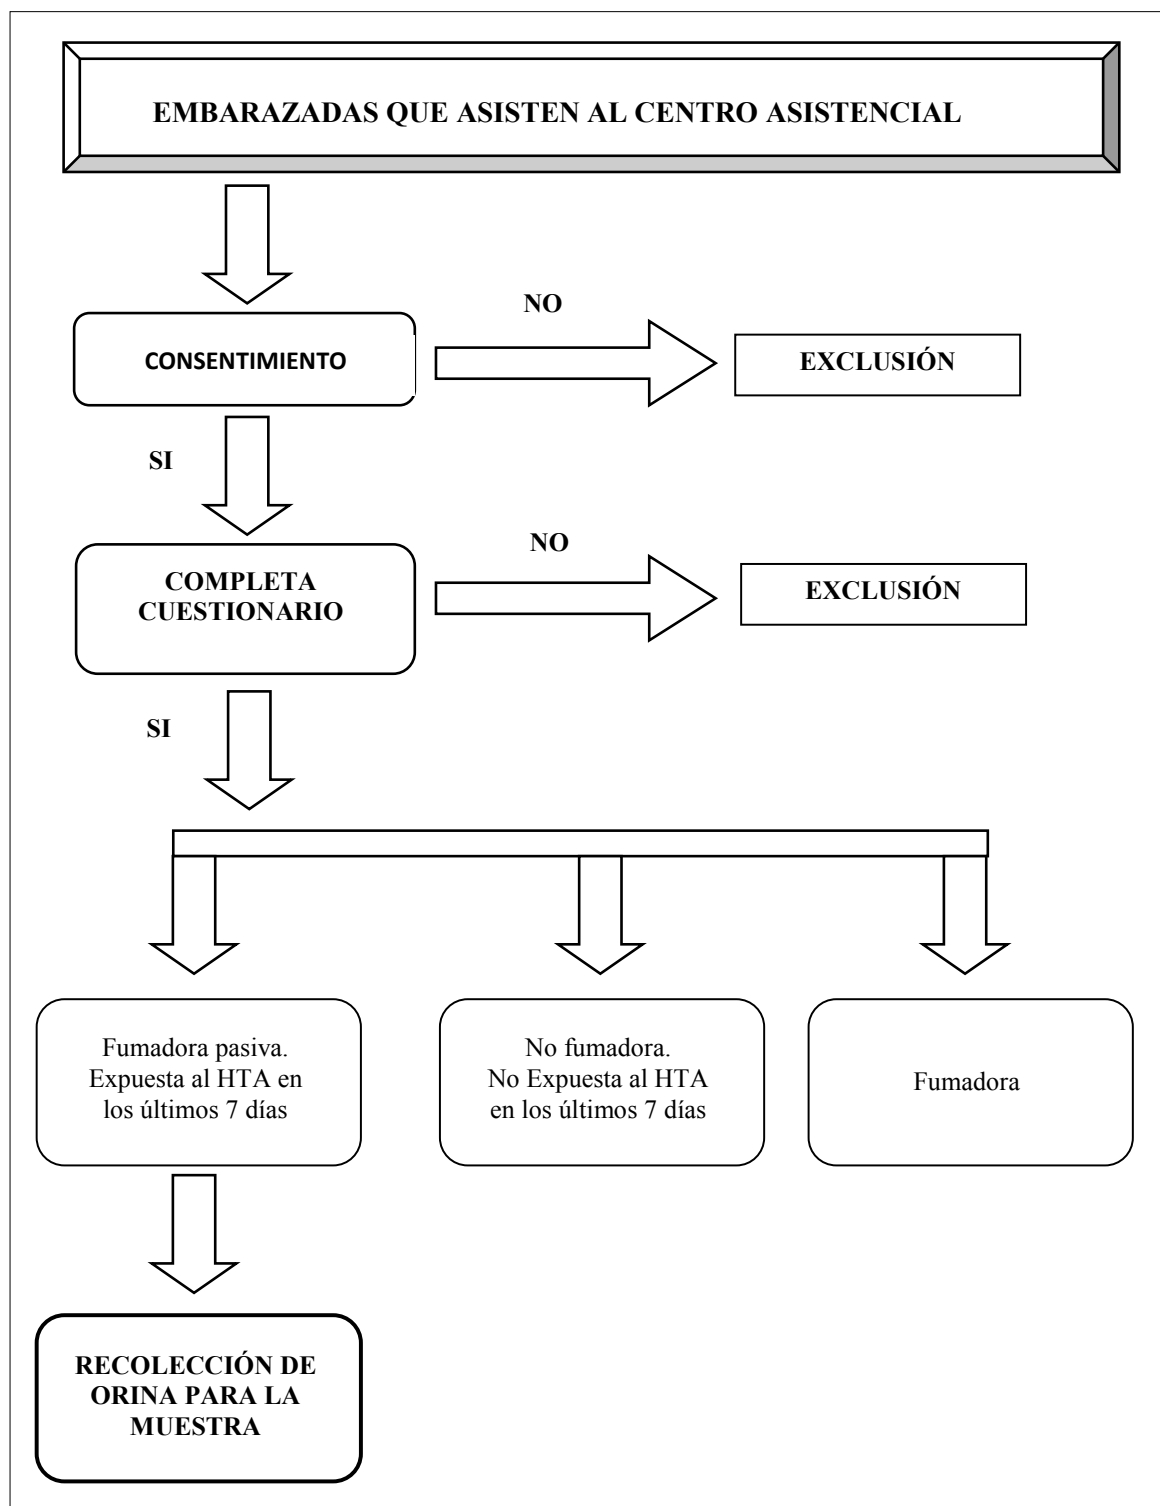 EMBARAZADAS QUE ASISTEN AL CENTRO ASISTENCIAL
NO
CONSENTIMIENTO
EXCLUSIÓN
SI
NO
COMPLETA
CUESTIONARIO
EXCLUSIÓN
SI
Fumadora pasiva.
Expuesta al HTA en
los últimos 7 días
No fumadora.
No Expuesta al HTA
en los últimos 7 días
Fumadora
RECOLECCIÓN DE
ORINA PARA LA
MUESTRA